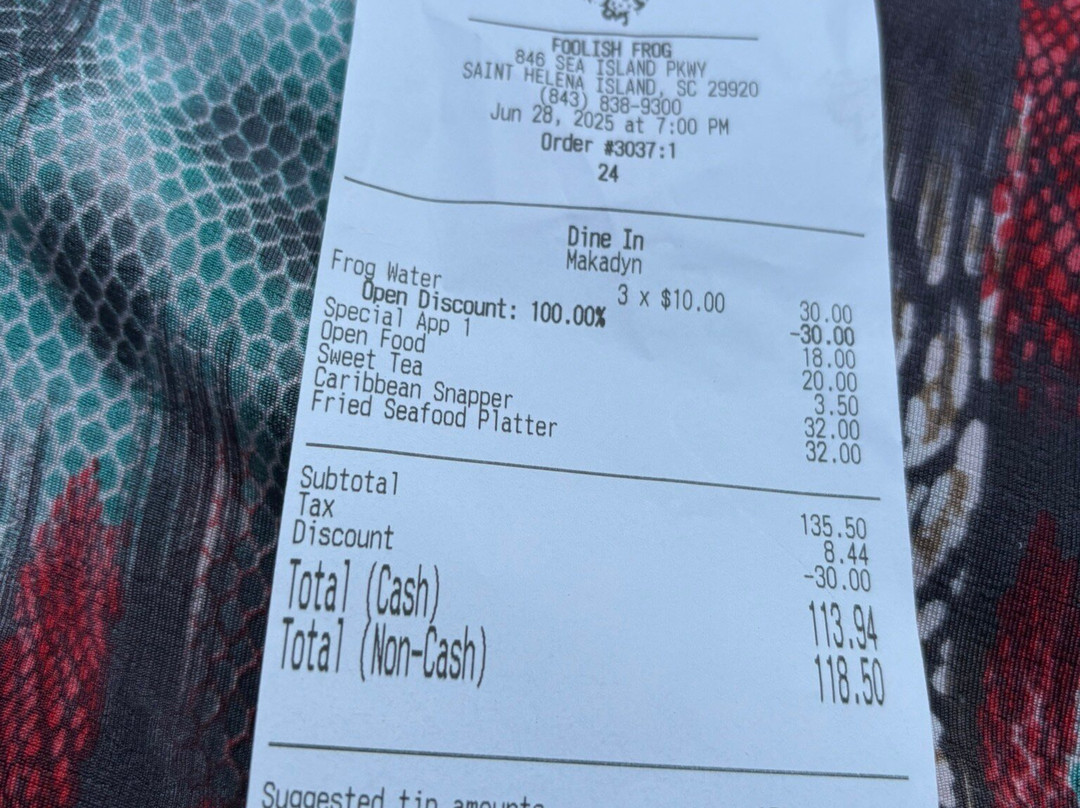 FOOLISH FROG
846 SEA ISLAND PKWY
SAINT HELENA ISLAND, SC 29920
(843) 838-9300
Jun 28, 2025 at 7:00 PM
Order #3037:1
24
Dine In
Makadyn
Frog Water 3 x $10.00 30.00
Open Discount: 100.00% -30.00
Special App 1 18.00
Open Food 20.00
Sweet Tea 3.50
Caribbean Snapper 32.00
Fried Seafood Platter 32.00
Subtotal 135.50
Tax 8.44
Discount -30.00
Total (Cash) 113.94
Total (Non-Cash) 118.50
Suggested tip amounts